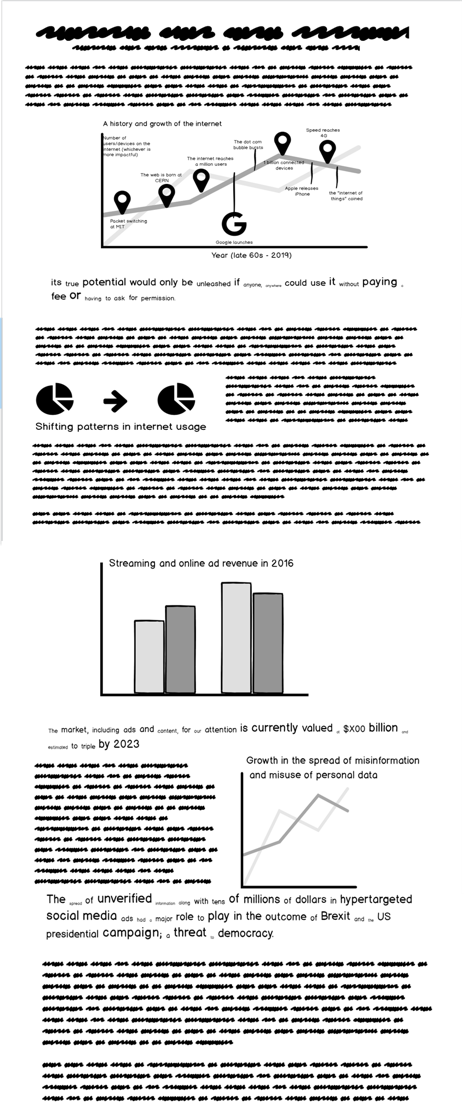 A history and growth of the internet
Number of
users/devices on the
internet (whichever is
more impactful)
Speed reaches
4G
The dot com
bubble bursts
The internet reaches
a million users
1 billion connected
devices
The web is born at
CERN
Apple releases
iPhone
the "internet of
things" coined
Packet switching
at MIT
Google launches
Year (late 60s - 2019)
its true potential would only be unleashed if anyone, anywhere could use it without paying a
fee or having to ask for permission.
Shifting patterns in internet usage
Streaming and online ad revenue in 2016
The market, including ads and content, for our attention is currently valued at $X00 billion and
estimated to triple by 2023
Growth in the spread of misinformation
and misuse of personal data
The spread of unverified information along with tens of millions of dollars in hypertargeted
social media ads had a major role to play in the outcome of Brexit and the US
presidential campaign; a threat to democracy.